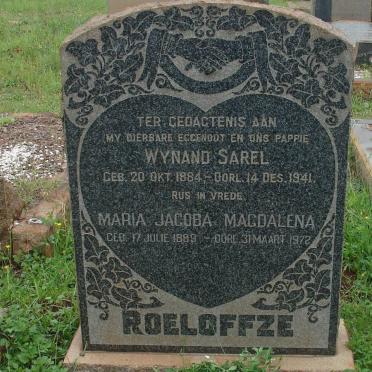 TER GEDAGTENIS AAN
MY DIERBARE EGGENOOT EN ONS PAPPIE
WYNAND SAREL
GEB. 20 OKT. 1884 - OORL. 14 DES. 1941.
RUS IN VREDE
MARIA JACOBA MAGDALENA
GEB. 17 JULIE 1889 - OORL. 31 MAART 1972
ROELOFFZE